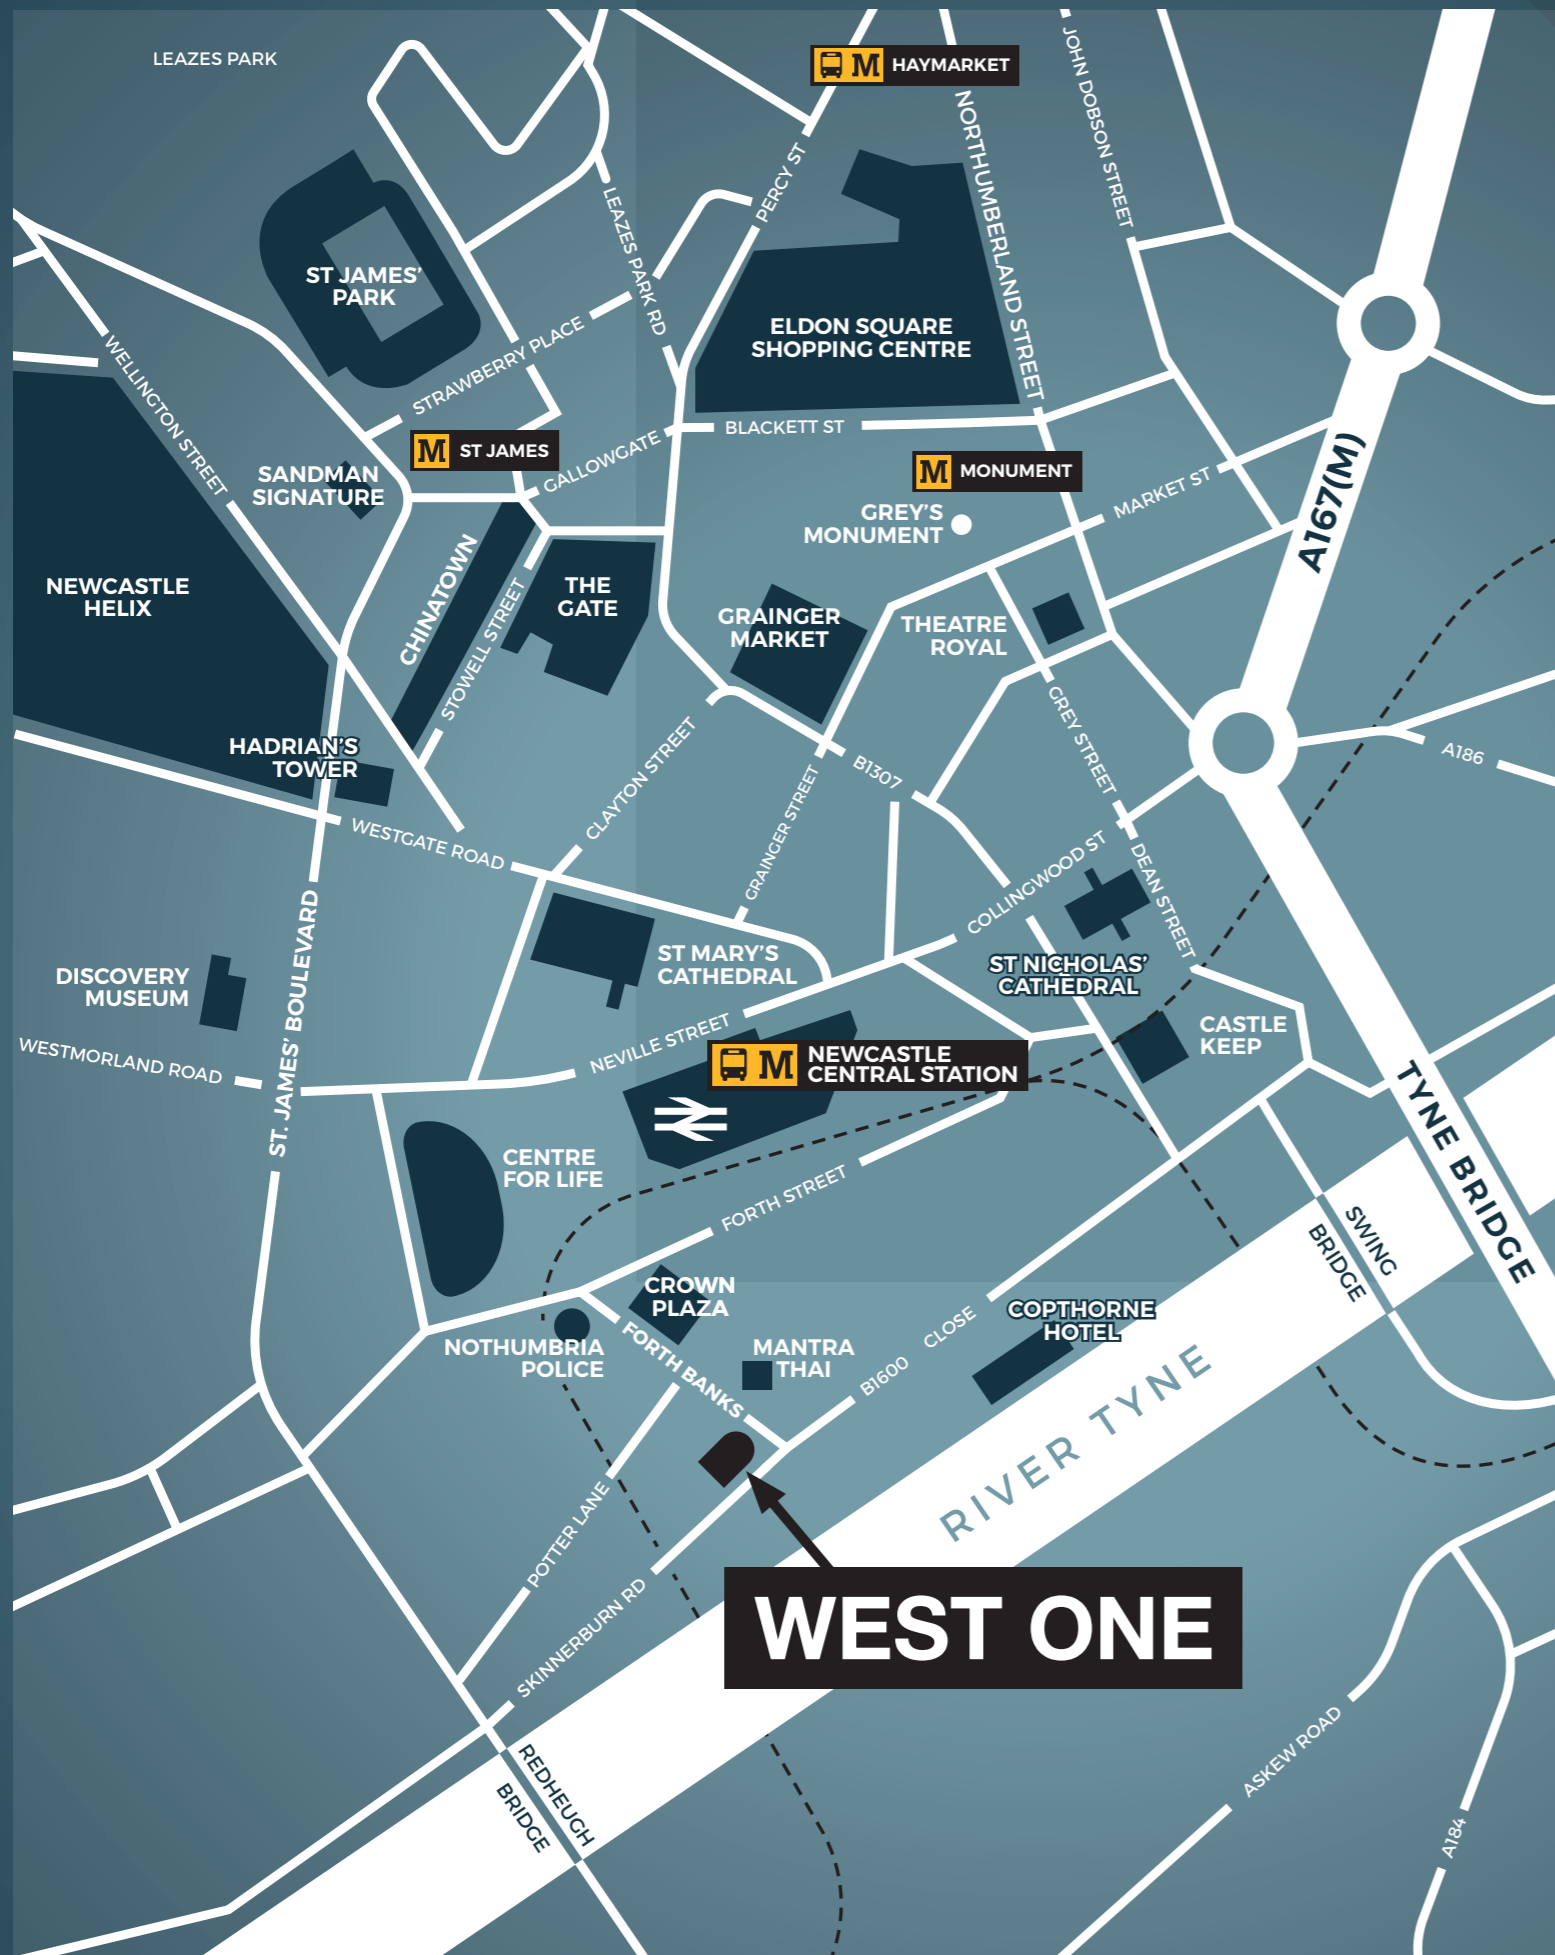 LEAZES PARK
M HAYMARKET
JOHN DOBSON STREET
NORTHUMBERLAND STREET
PERCY ST
LEAZES PARK RD
ST JAMES'
PARK
ELDON SQUARE
SHOPPING CENTRE
STRAWBERRY PLACE
WELLINGTON STREET
BLACKETT ST
M ST JAMES
GALLOWGATE
M MONUMENT
MARKET ST
A167(M)
SANDMAN
SIGNATURE
GREY'S
MONUMENT
NEWCASTLE
HELIX
CHINATOWN
STOWELL STREET
THE
GATE
GRAINGER
MARKET
THEATRE
ROYAL
GREY STREET
HADRIAN'S
TOWER
CLAYTON STREET
GRAINGER STREET
B1307
A186
WESTGATE ROAD
COLLINGWOOD ST
DEAN STREET
ST. JAMES' BOULEVARD
DISCOVERY
MUSEUM
ST MARY'S
CATHEDRAL
ST NICHOLAS'
CATHEDRAL
CASTLE
KEEP
WESTMORLAND ROAD
NEVILLE STREET
M NEWCASTLE
CENTRAL STATION
TYNE BRIDGE
CENTRE
FOR LIFE
FORTH STREET
SWING
BRIDGE
CROWN
PLAZA
NOTHUMBRIA
POLICE
FORTH BANKS
MANTRA
THAI
B1600
CLOSE
COPTHORNE
HOTEL
RIVER TYNE
POTTER LANE
SKINNERBURN RD
WEST ONE
REDHEUGH
BRIDGE
ASKEW ROAD
A184